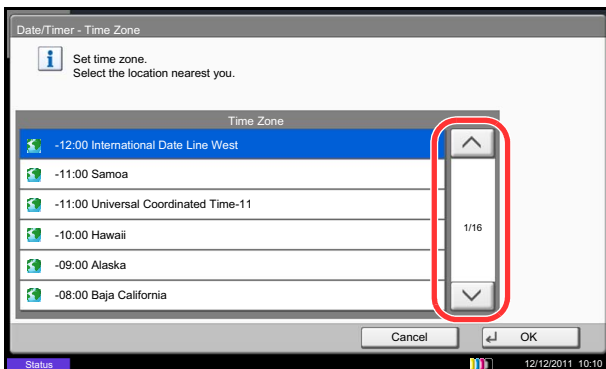 Date/Timer - Time Zone
Set time zone.
Select the location nearest you.
Time Zone
-12:00 International Date Line West
-11:00 Samoa
-11:00 Universal Coordinated Time-11
-10:00 Hawaii
-09:00 Alaska
-08:00 Baja California
1/16
Cancel
OK
Status
12/12/2011 10:10